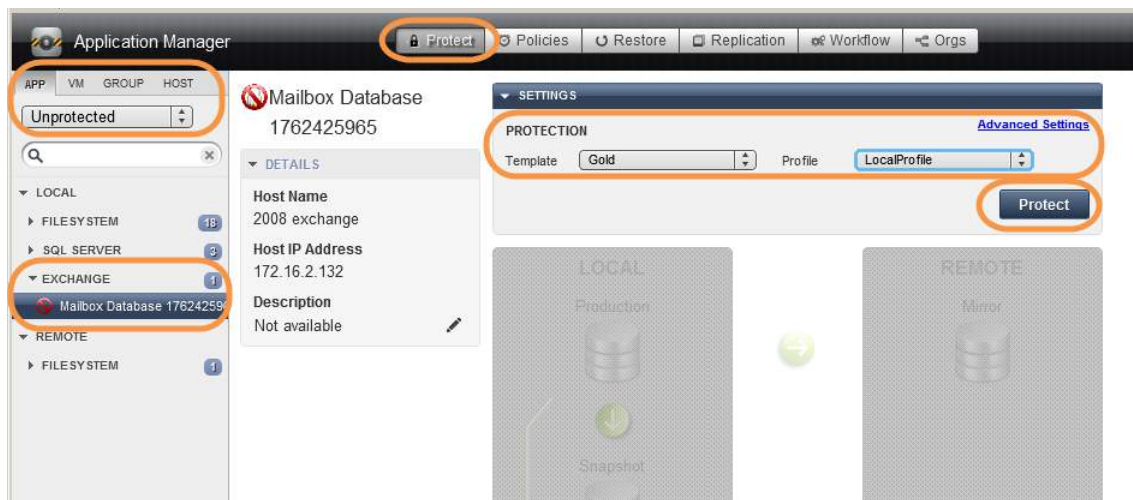 Application Manager
Protect
Policies
Restore
Replication
Workflow
Orgs
APP
VM
GROUP
HOST
Unprotected
LOCAL
FILESYSTEM 18
SQL SERVER 3
EXCHANGE 1
Mailbox Database 17624259
REMOTE
FILESYSTEM 1
Mailbox Database
1762425965
DETAILS
Host Name
2008 exchange
Host IP Address
172.16.2.132
Description
Not available
SETTINGS
PROTECTION
Advanced Settings
Template Gold Profile LocalProfile
Protect
LOCAL
Production
Snapshot
REMOTE
Mirror